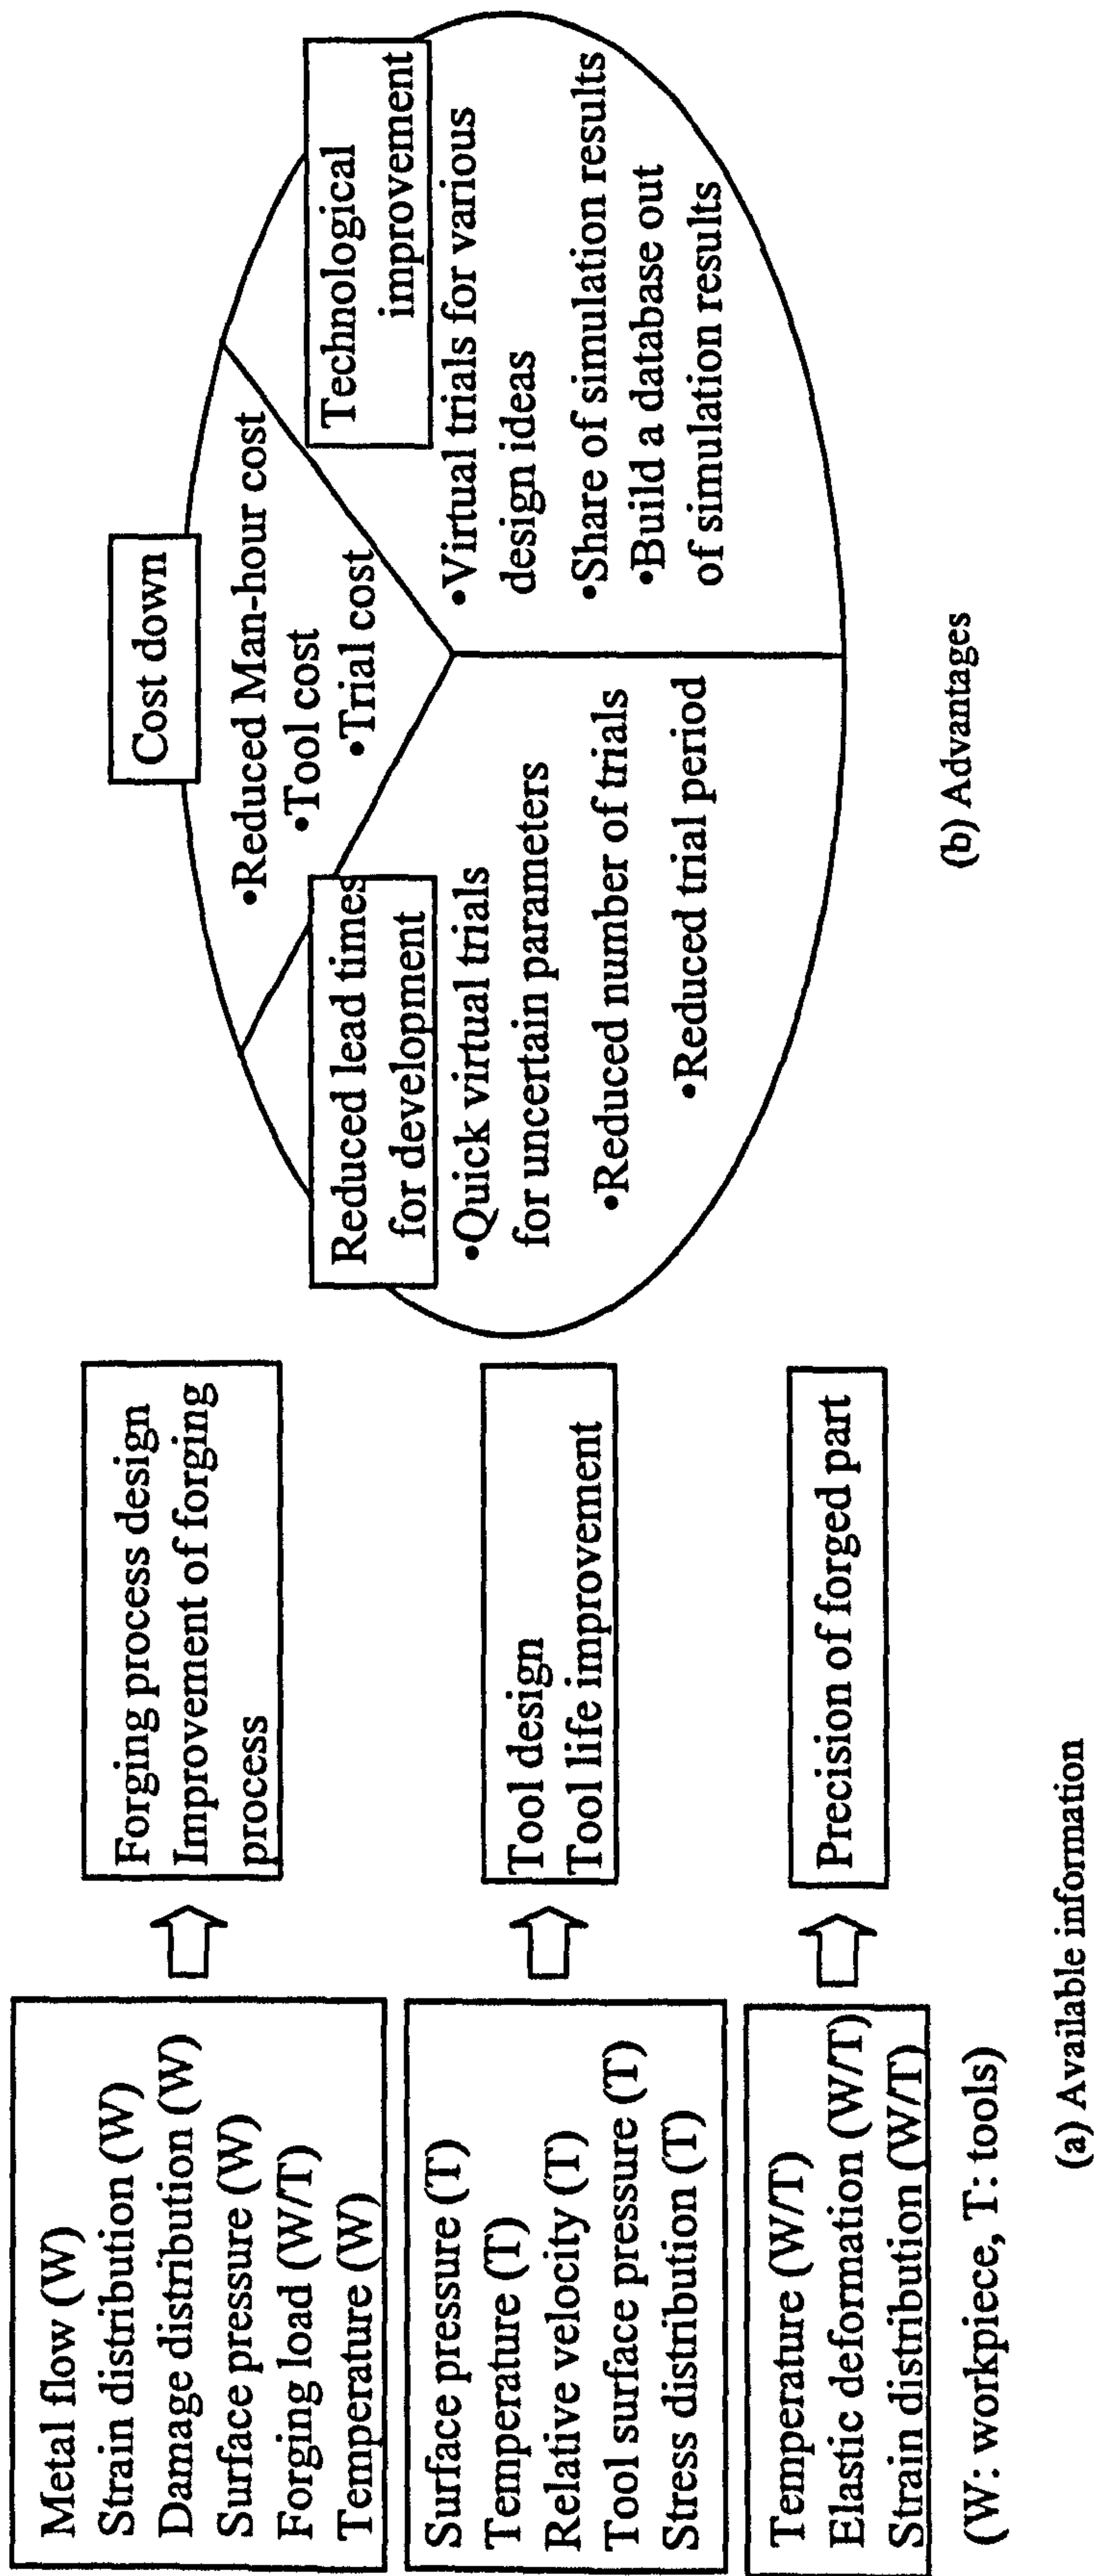 Metal flow (W)
Strain distribution (W)
Damage distribution (W)
Surface pressure (W)
Forging load (W/T)
Temperature (W)
Forging process design
Improvement of forging
process
Surface pressure (T)
Temperature (T)
Relative velocity (T)
Tool surface pressure (T)
Stress distribution (T)
Tool design
Tool life improvement
Temperature (W/T)
Elastic deformation (W/T)
Strain distribution (W/T)
Precision of forged part
(W: workpiece, T: tools)
(a) Available information
Cost down
•Reduced Man-hour cost
•Tool cost
•Trial cost
Reduced lead times
for development
•Quick virtual trials
for uncertain parameters
•Reduced number of trials
•Reduced trial period
Technological
improvement
•Virtual trials for various
design ideas
•Share of simulation results
•Build a database out
of simulation results
(b) Advantages